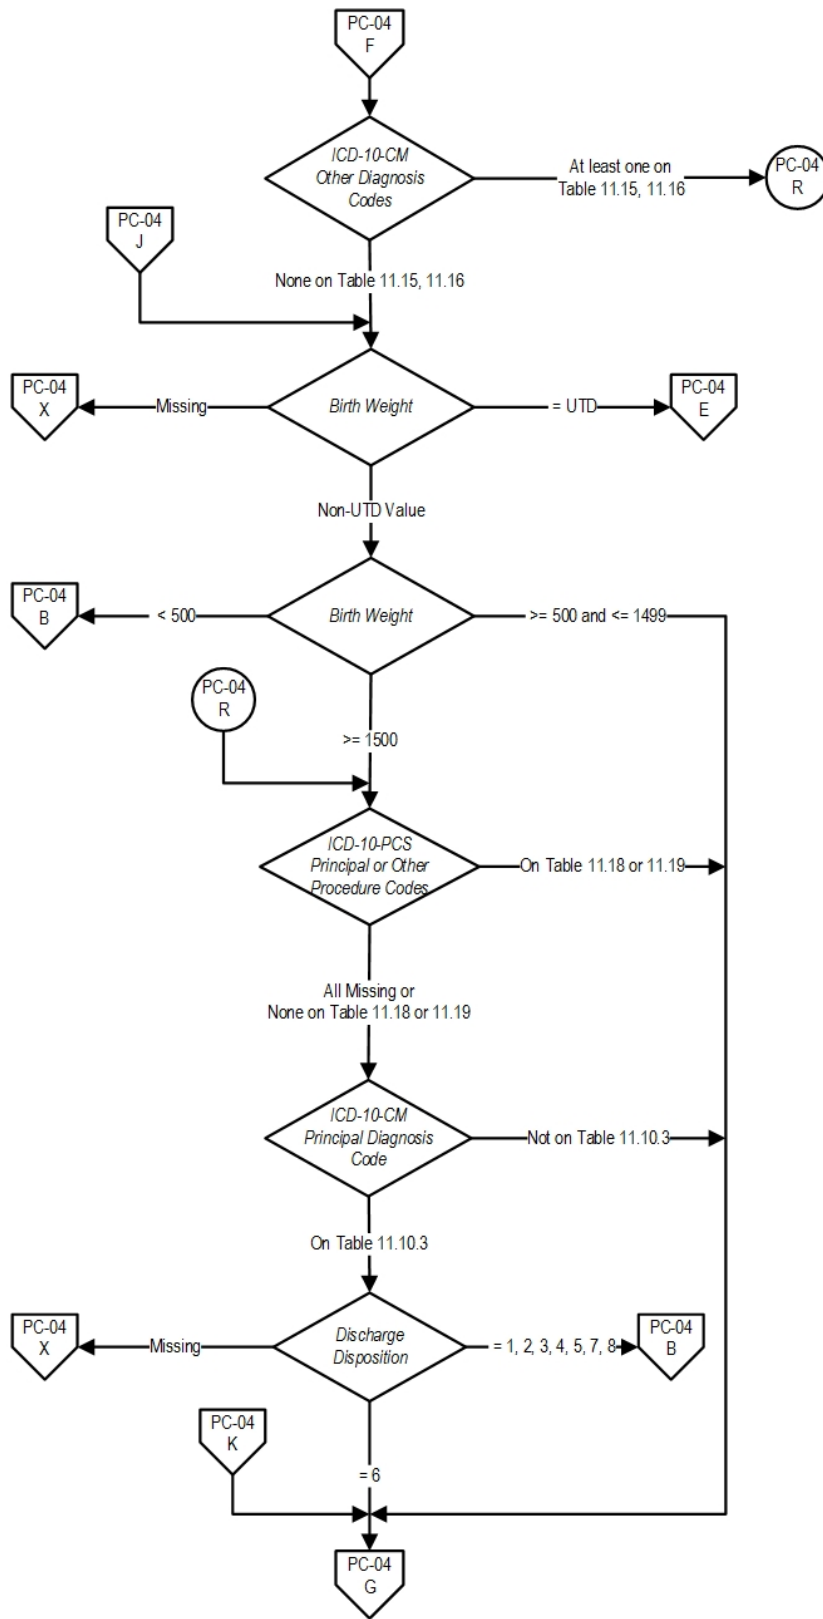 PC-04
F
ICD-10-CM
Other Diagnosis
Codes
At least one on
Table 11.15, 11.16
PC-04
R
PC-04
J
None on Table 11.15, 11.16
PC-04
X
Missing
Birth Weight
= UTD
PC-04
E
Non-UTD Value
PC-04
B
< 500
Birth Weight
>= 500 and <= 1499
PC-04
R
>= 1500
ICD-10-PCS
Principal or Other
Procedure Codes
On Table 11.18 or 11.19
All Missing or
None on Table 11.18 or 11.19
ICD-10-CM
Principal Diagnosis
Code
Not on Table 11.10.3
On Table 11.10.3
PC-04
X
Missing
Discharge
Disposition
= 1, 2, 3, 4, 5, 7, 8
PC-04
B
PC-04
K
= 6
PC-04
G